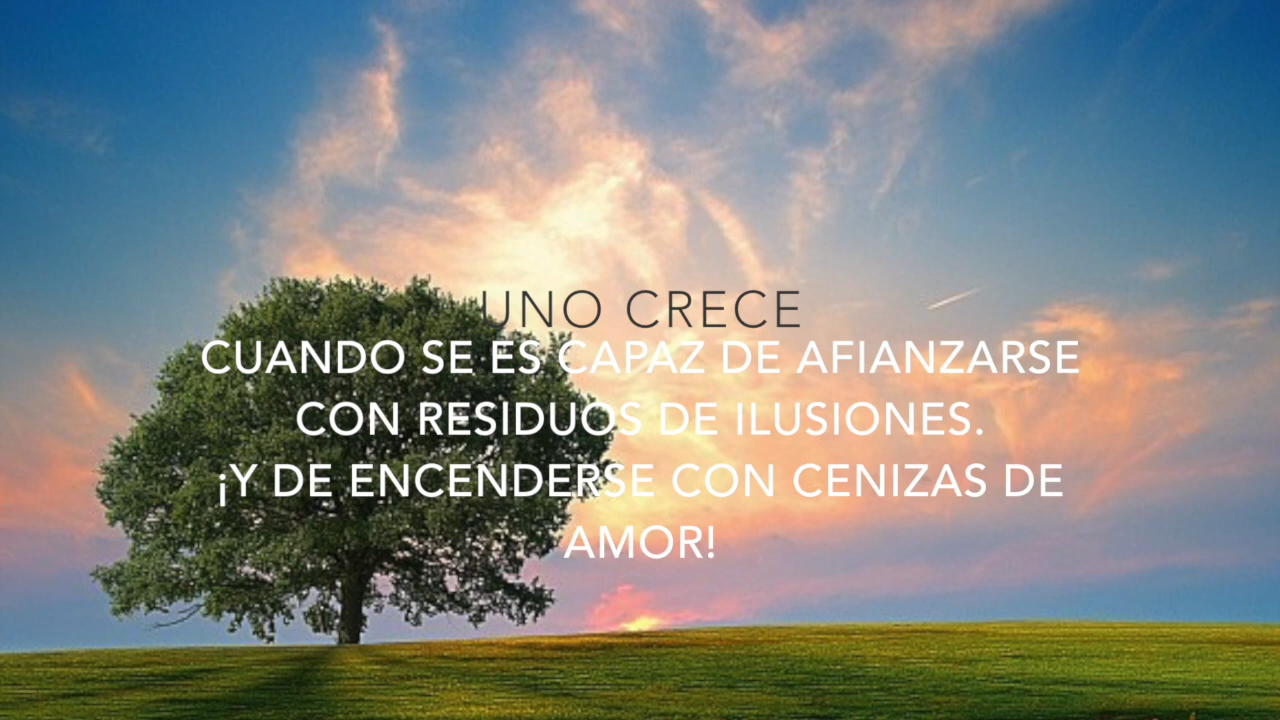 UNO CRECE
CUANDO SE ES CAPAZ DE AFIANZARSE
CON RESIDUOS DE ILUSIONES.
¡Y DE ENCENDERSE CON CENIZAS DE
AMOR!